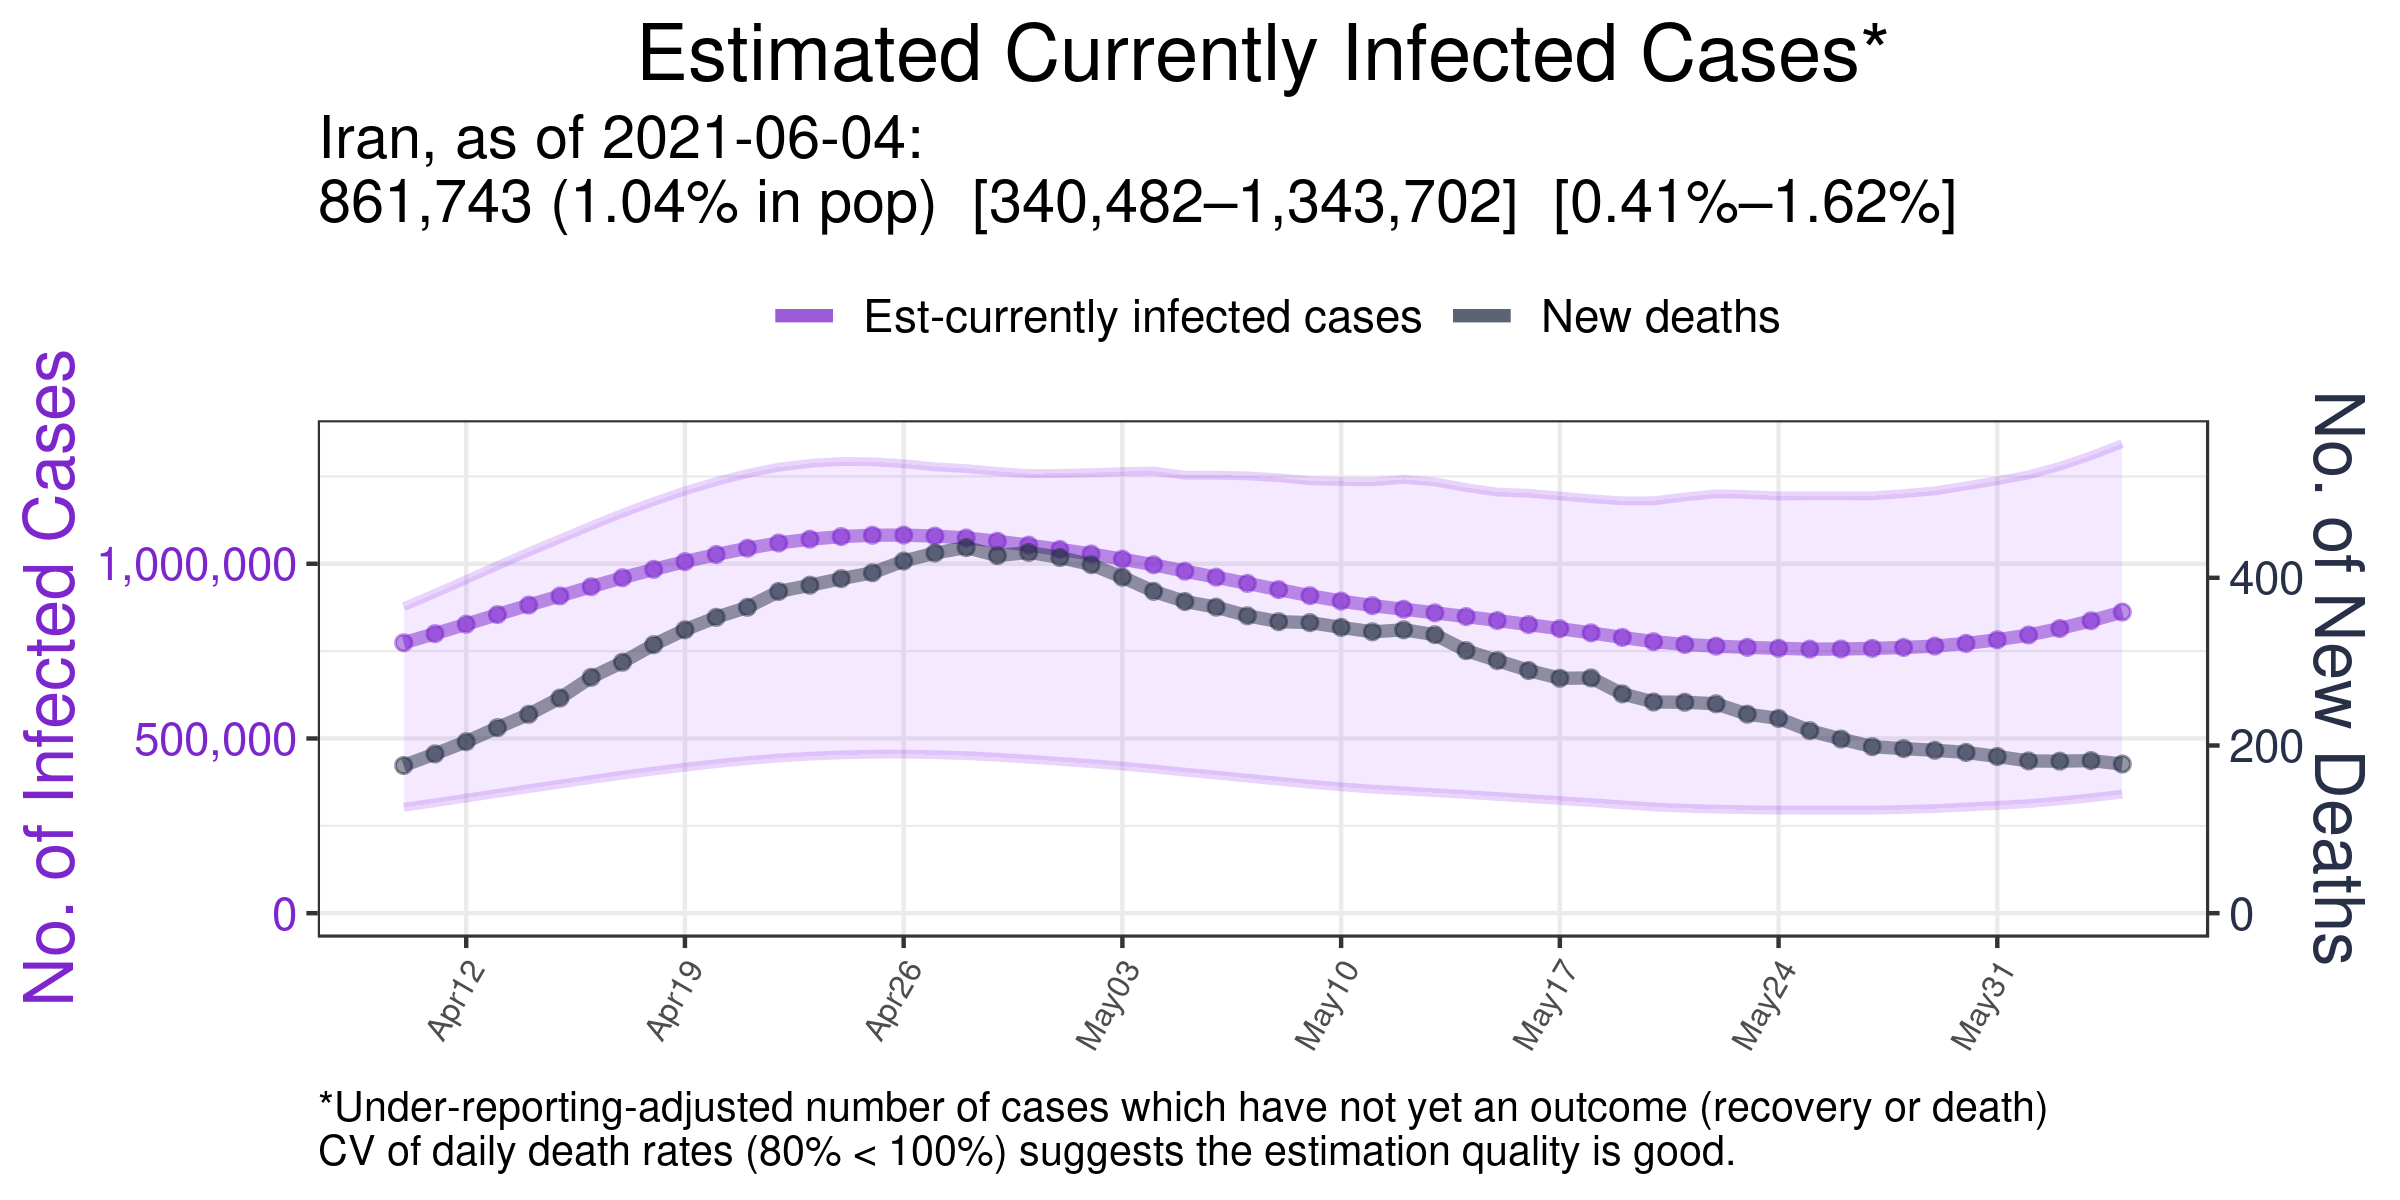 Estimated Currently Infected Cases*
Iran, as of 2021-06-04:
861,743 (1.04% in pop) [340,482–1,343,702] [0.41%–1.62%]
Est-currently infected cases New deaths
No. of Infected Cases
1,000,000
500,000
0
400
200
0
No. of New Deaths
Apr12 Apr19 Apr26 May03 May10 May17 May24 May31
*Under-reporting-adjusted number of cases which have not yet an outcome (recovery or death)
CV of daily death rates (80% < 100%) suggests the estimation quality is good.